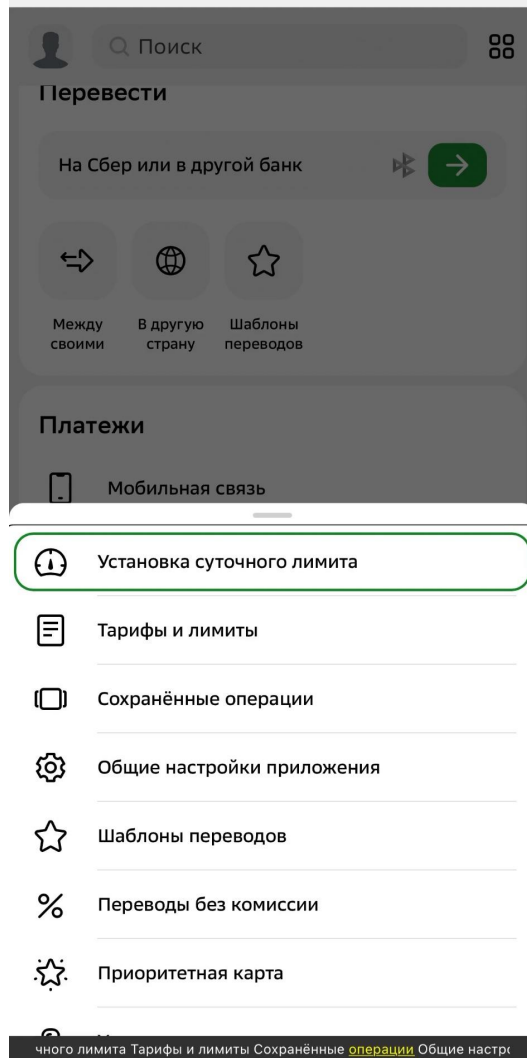 Поиск
Перевести
На Сбер или в другой банк
Между своими
В другую страну
Шаблоны переводов
Платежи
Мобильная связь
Установка суточного лимита
Тарифы и лимиты
Сохранённые операции
Общие настройки приложения
Шаблоны переводов
Переводы без комиссии
Приоритетная карта
чного лимита Тарифы и лимиты Сохранённые операции Общие настро